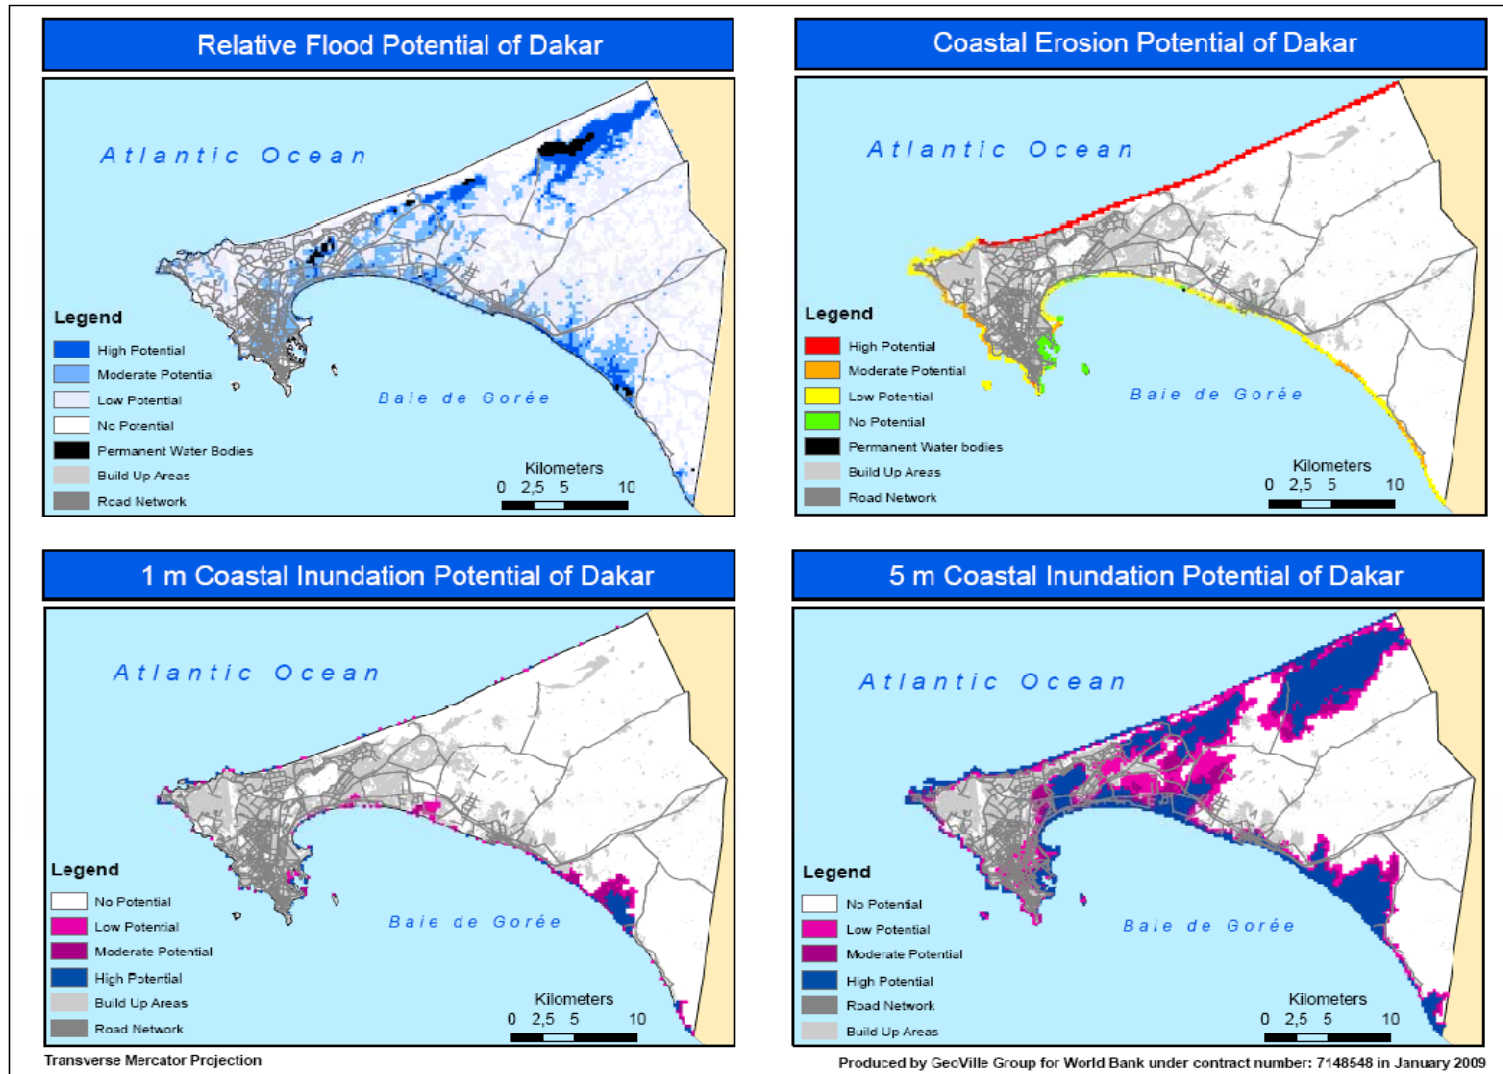 Relative Flood Potential of Dakar
Atlantic Ocean
Baie de Gorée
Legend
High Potential
Moderate Potential
Low Potential
No Potential
Permanent Water Bodies
Build Up Areas
Road Network
Kilometers
0 2,5 5 10
Coastal Erosion Potential of Dakar
Atlantic Ocean
Baie de Gorée
Legend
High Potential
Moderate Potential
Low Potential
No Potential
Permanent Water bodies
Build Up Areas
Road Network
Kilometers
0 2,5 5 10
1 m Coastal Inundation Potential of Dakar
Atlantic Ocean
Baie de Gorée
Legend
No Potential
Low Potential
Moderate Potential
High Potential
Build Up Areas
Road Network
Kilometers
0 2,5 5 10
5 m Coastal Inundation Potential of Dakar
Atlantic Ocean
Baie de Gorée
Legend
No Potential
Low Potential
Moderate Potential
High Potential
Road Network
Build Up Areas
Kilometers
0 2,5 5 10
Transverse Mercator Projection
Produced by GeoVille Group for World Bank under contract number: 7148548 in January 2009